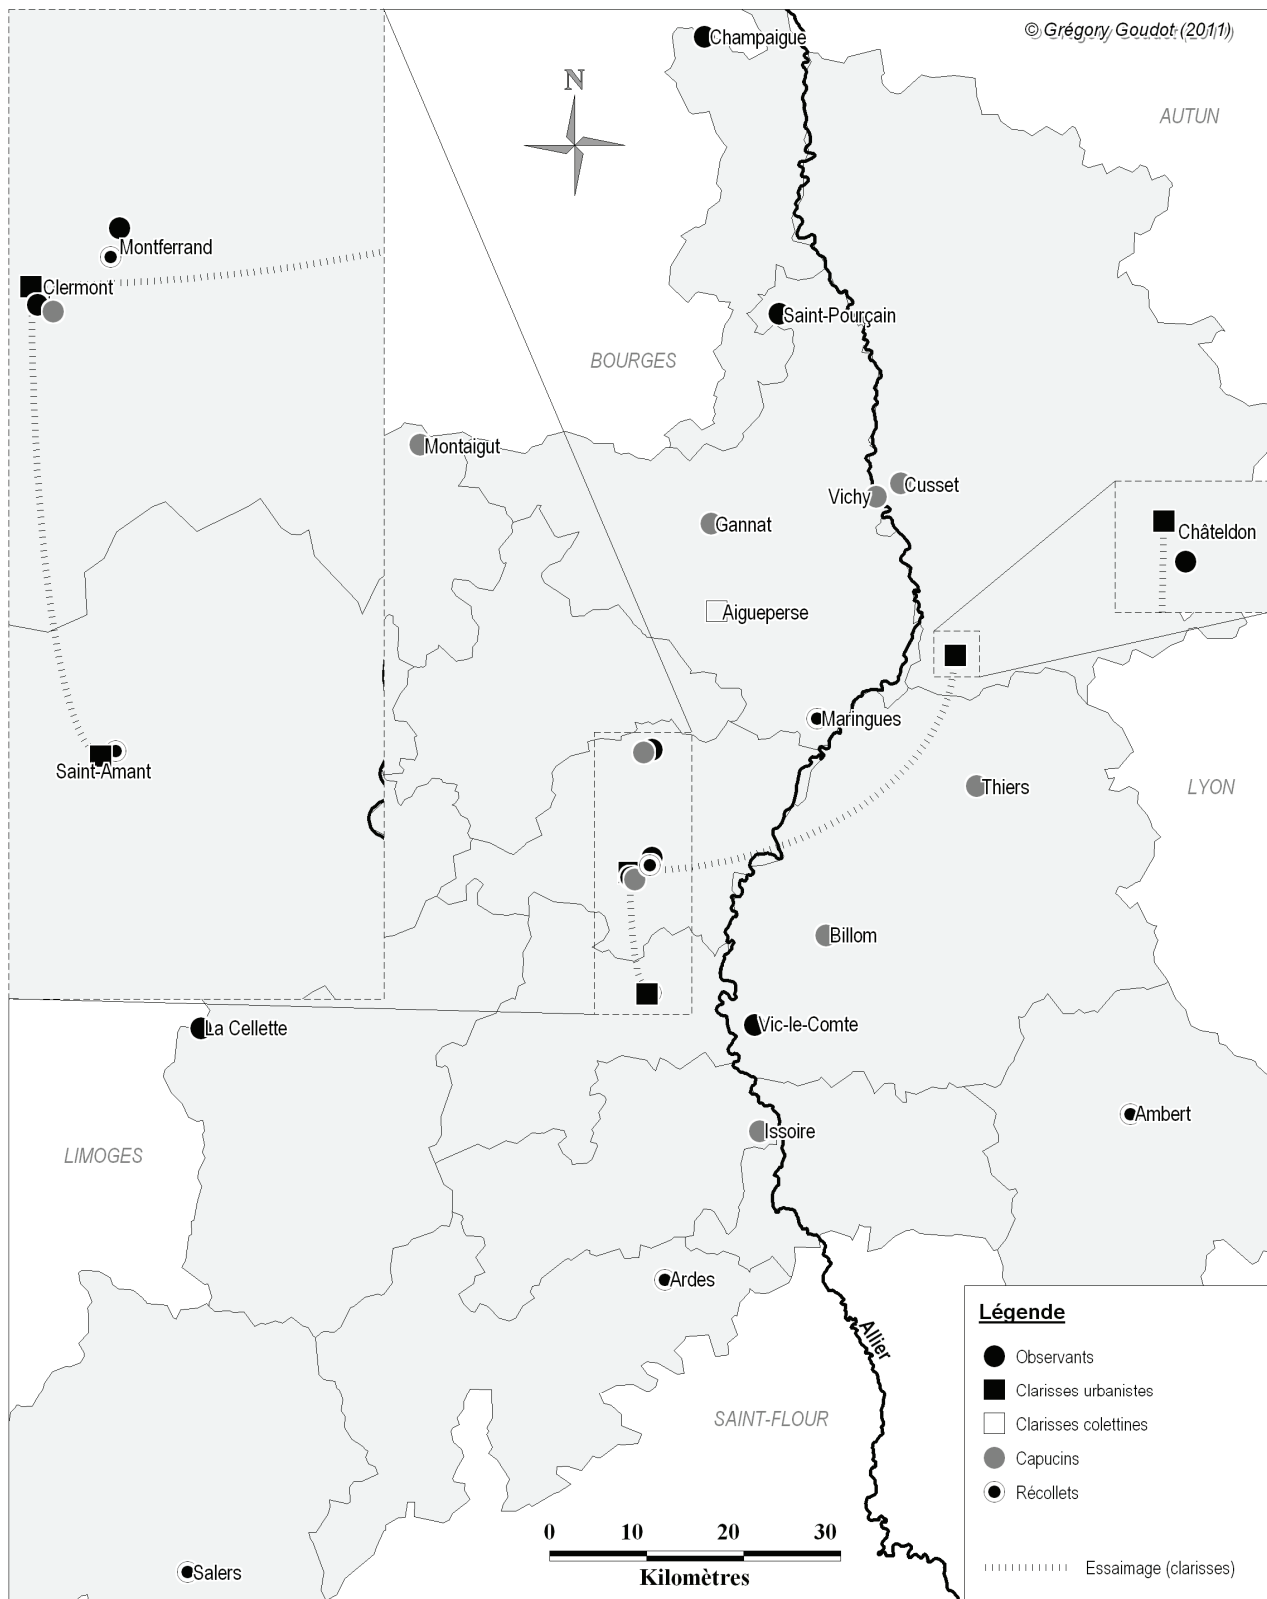 © Grégory Goudot (2011)
Champaigue
N
AUTUN
Montferrand
Clermont
Saint-Pourçain
BOURGES
Montaigut
Cusset
Vichy
Gannat
Châteldon
Aigueperse
Maringues
Saint-Amant
Thiers
LYON
Billom
Vic-le-Comte
La Cellette
Ambert
Issoire
LIMOGES
Ardes
Allier
SAINT-FLOUR
Légende
Observants
Clarisses urbanistes
Clarisses colettines
Capucins
Récollets
Essaimage (clarisses)
0 10 20 30
Kilomètres
Salers